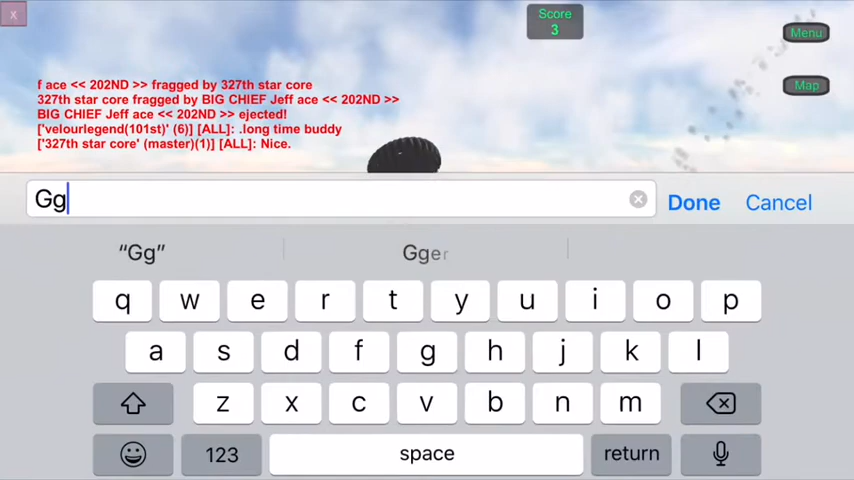 x
Score
3
Menu
Map
f ace << 202ND >> fragged by 327th star core
327th star core fragged by BIG CHIEF Jeff ace << 202ND >>
BIG CHIEF Jeff ace << 202ND >> ejected!
['velourlegend(101st)' (6)] [ALL]: .long time buddy
['327th star core' (master)(1)] [ALL]: Nice.
Gg
Done
Cancel
“Gg”
Gger
q w e r t y u i o p
a s d f g h j k l
z x c v b n m
123
space
return